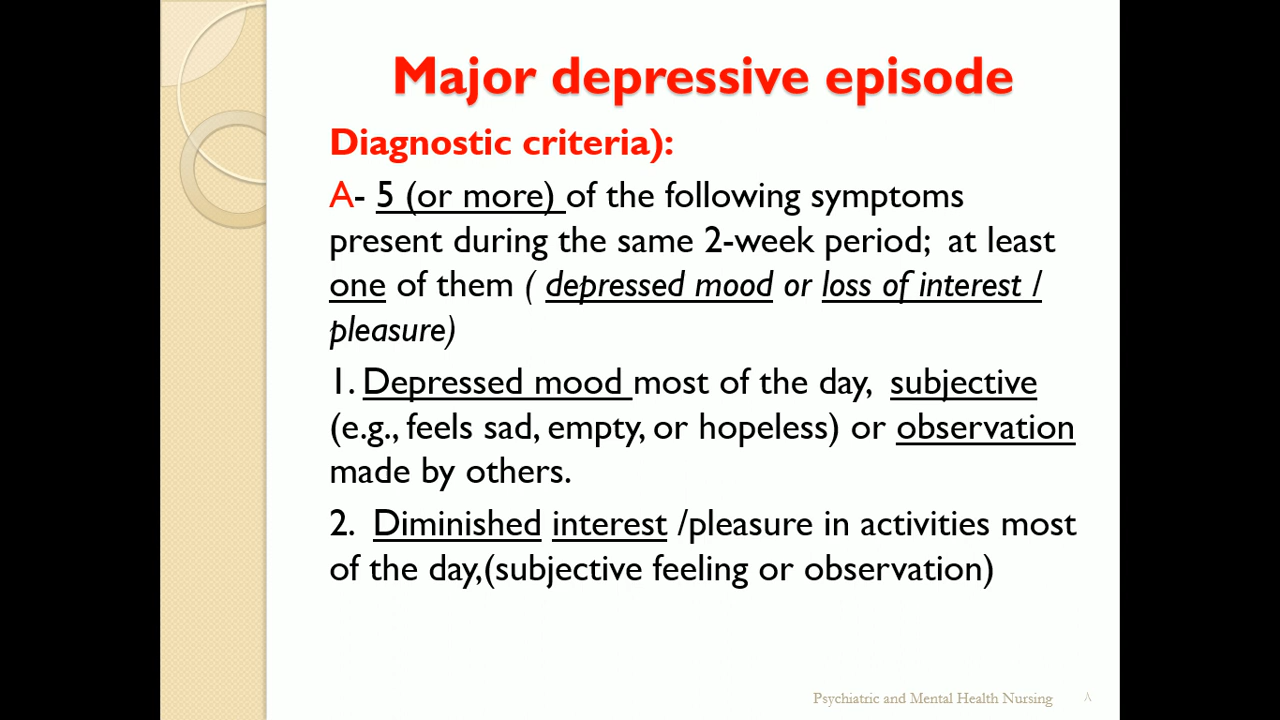 Major depressive episode
Diagnostic criteria):
A- 5 (or more) of the following symptoms
present during the same 2-week period; at least
one of them ( depressed mood or loss of interest /
pleasure)
1. Depressed mood most of the day, subjective
(e.g., feels sad, empty, or hopeless) or observation
made by others.
2. Diminished interest /pleasure in activities most
of the day,(subjective feeling or observation)
Psychiatric and Mental Health Nursing ٨